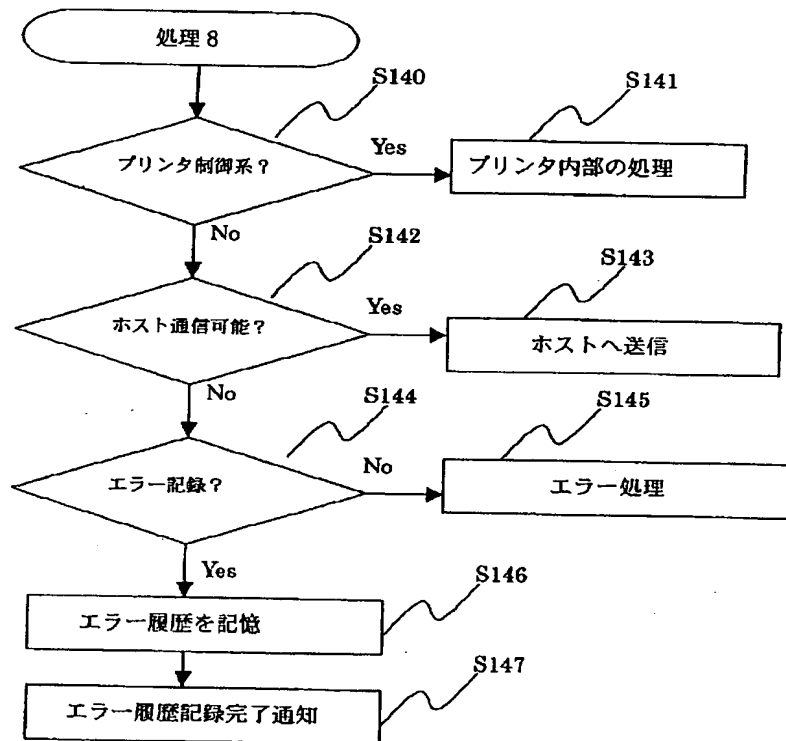 処理8
S140
プリンタ制御系?
Yes
S141
プリンタ内部の処理
No
S142
ホスト通信可能?
Yes
S143
ホストへ送信
No
S144
エラー記録?
No
S145
エラー処理
Yes
S146
エラー履歴を記憶
S147
エラー履歴記録完了通知